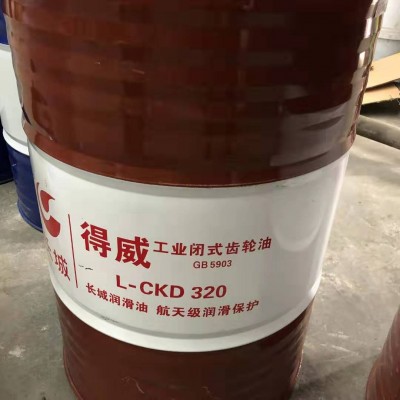 得威 工业闭式齿轮油
GB 5903
城
L-CKD 320
长城润滑油 航天级润滑保护